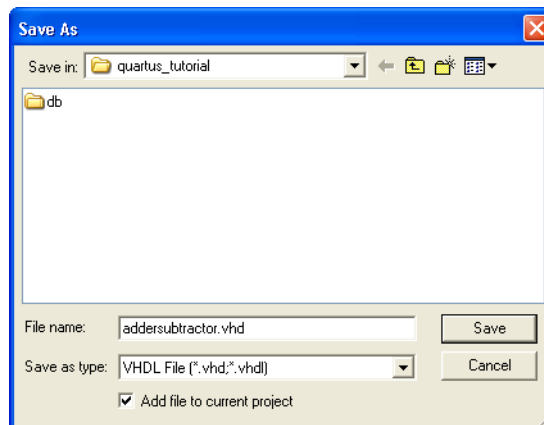 Save As
Save in: quartus_tutorial
db
File name: addersubtractor.vhd Save
Save as type: VHDL File (*.vhd;*.vhdl) Cancel
Add file to current project